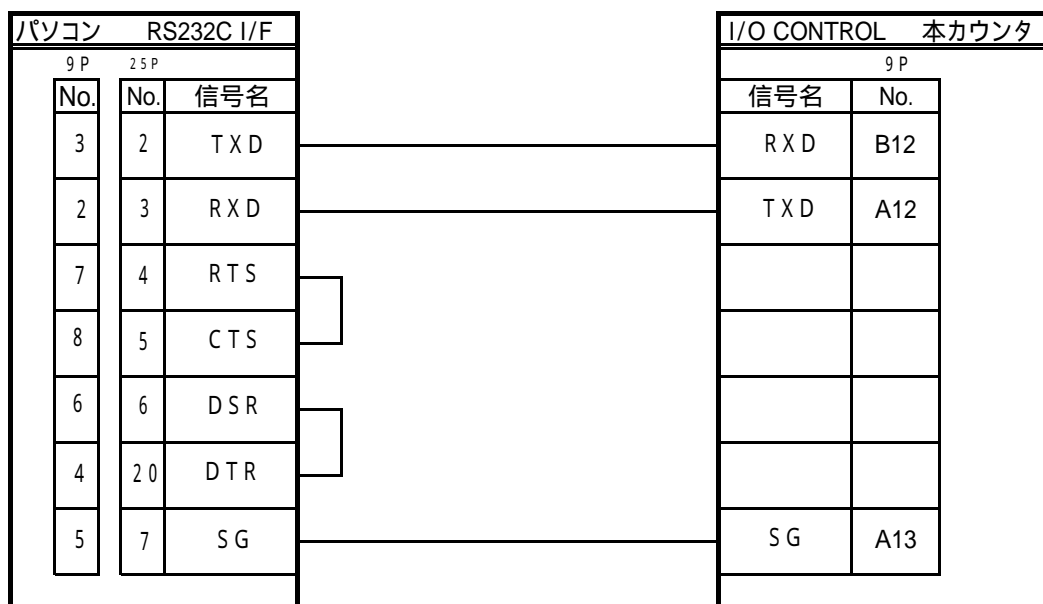 パソコン RS232C I/F I/O CONTROL 本カウンタ
9P 25P 9P
No. No. 信号名 信号名 No.
3 2 TXD RXD B12
2 3 RXD TXD A12
7 4 RTS
8 5 CTS
6 6 DSR
4 20 DTR
5 7 SG SG A13